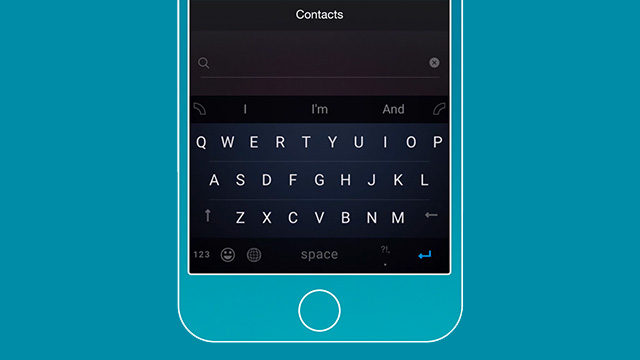 Contacts
I I'm And
Q W E R T Y U I O P
A S D F G H J K L
Z X C V B N M
123 space ?!,.